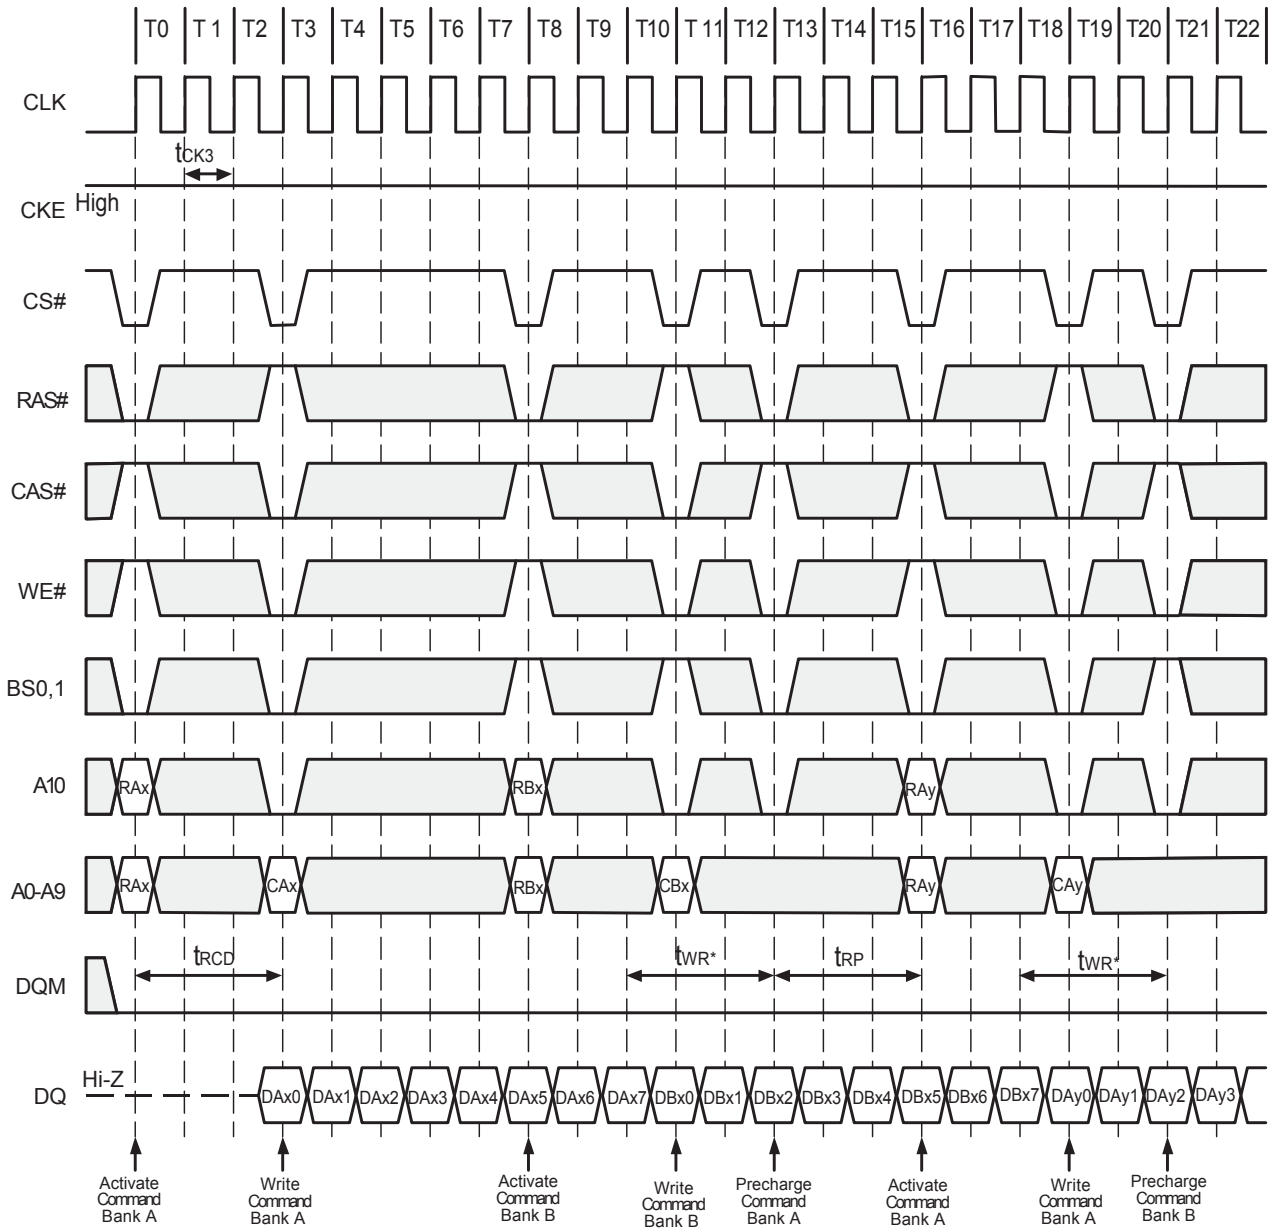 T0 T 1 T2 T3 T4 T5 T6 T7 T8 T9 T10 T 11 T12 T13 T14 T15 T16 T17 T18 T19 T20 T21 T22
CLK
tCK3
CKE High
CS#
RAS#
CAS#
WE#
BS0,1
A10 RAx RBx RAy
A0-A9 RAx CAx RBx CBx RAy CAy
tRCD tWR* tRP tWR*
DQM
Hi-Z
DQ DAx0 DAx1 DAx2 DAx3 DAx4 DAx5 DAx6 DAx7 DBx0 DBx1 DBx2 DBx3 DBx4 DBx5 DBx6 DBx7 DAy0 DAy1 DAy2 DAy3
Activate
Command
Bank A
Write
Command
Bank A
Activate
Command
Bank B
Write
Command
Bank B
Precharge
Command
Bank A
Activate
Command
Bank A
Write
Command
Bank A
Precharge
Command
Bank B